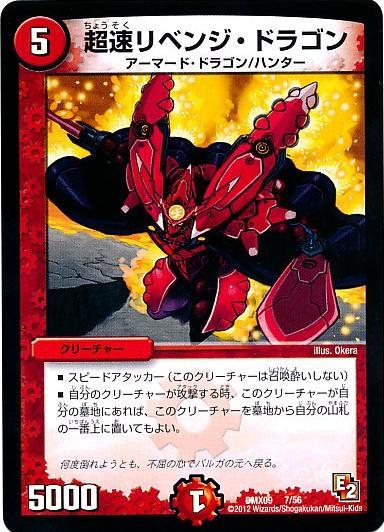 5
ちょうそく
超速リベンジ・ドラゴン
アーマード・ドラゴン/ハンター
クリーチャー
Illus. Okera
■ スピードアタッカー (このクリーチャーは召喚酔いしない)
■ 自分のクリーチャーが攻撃する時、このクリーチャーが自
分の墓地にあれば、このクリーチャーを墓地から自分の山札
の一番上に置いてもよい。
何度倒れようとも、不屈の心でバルガの元へ戻る。
5000
1
DMX09 7/56
E2
©2012 Wizards/Shogakukan/Mitsui-Kids